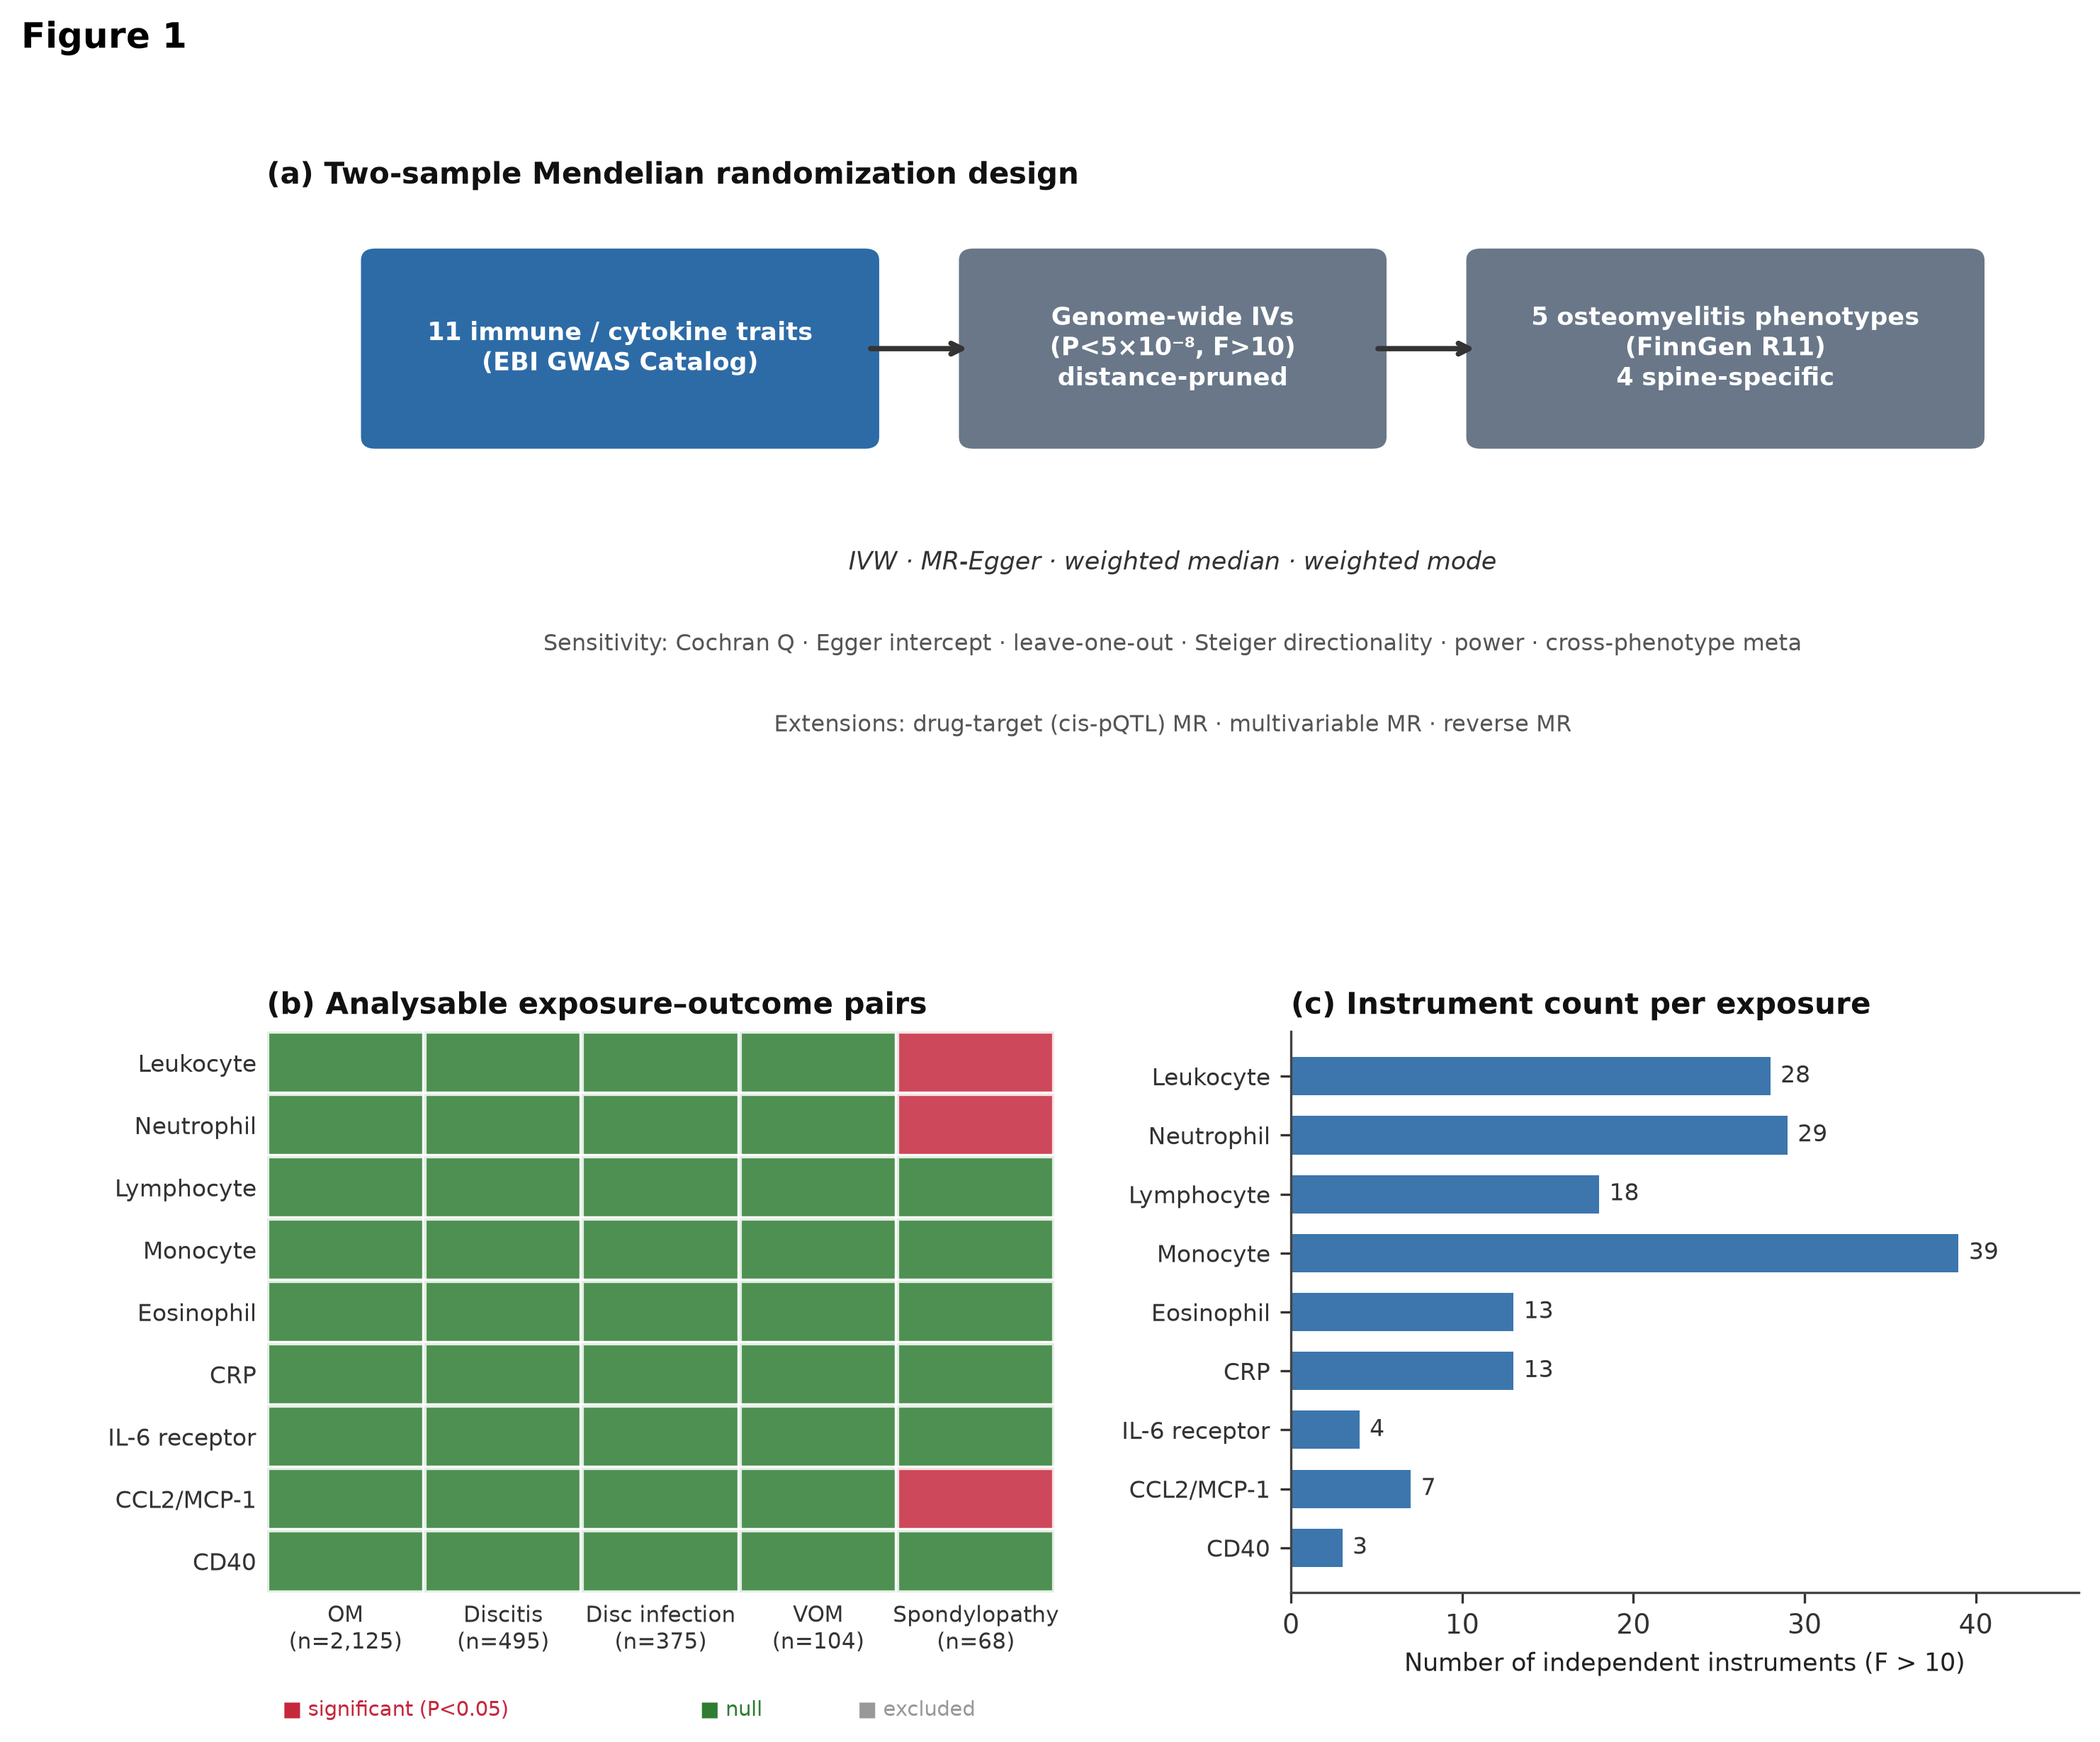 Figure 1
(a) Two-sample Mendelian randomization design
11 immune / cytokine traits
(EBI GWAS Catalog)
Genome-wide IVs
(P<5×10⁻⁸, F>10)
distance-pruned
5 osteomyelitis phenotypes
(FinnGen R11)
4 spine-specific
IVW · MR-Egger · weighted median · weighted mode
Sensitivity: Cochran Q · Egger intercept · leave-one-out · Steiger directionality · power · cross-phenotype meta
Extensions: drug-target (cis-pQTL) MR · multivariable MR · reverse MR
(b) Analysable exposure–outcome pairs
Leukocyte
Neutrophil
Lymphocyte
Monocyte
Eosinophil
CRP
IL-6 receptor
CCL2/MCP-1
CD40
OM
(n=2,125)
Discitis
(n=495)
Disc infection
(n=375)
VOM
(n=104)
Spondylopathy
(n=68)
significant (P<0.05)
null
excluded
(c) Instrument count per exposure
Leukocyte 28
Neutrophil 29
Lymphocyte 18
Monocyte 39
Eosinophil 13
CRP 13
IL-6 receptor 4
CCL2/MCP-1 7
CD40 3
0 10 20 30 40
Number of independent instruments (F > 10)